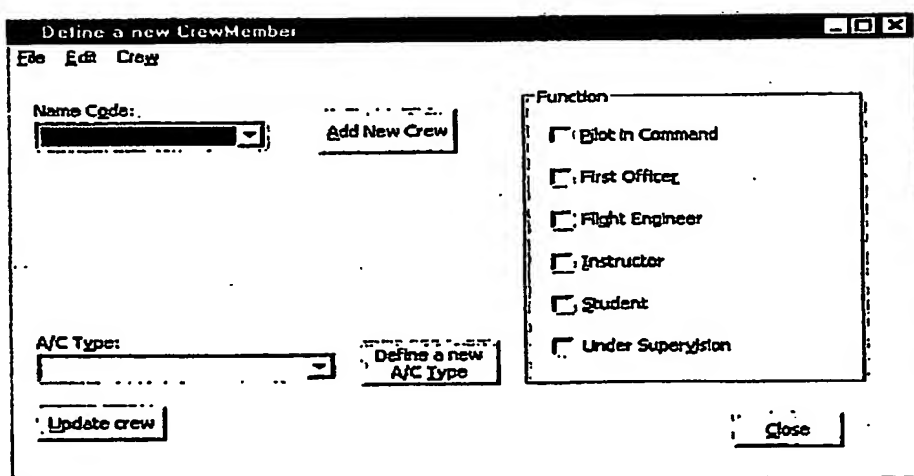 Define a new CrewMember
File Edit Crew
Name Code:
Add New Crew
Function
Pilot in Command
First Officer
Flight Engineer
Instructor
Student
Under Supervision
A/C Type:
Define a new
A/C Type
Update crew
Close